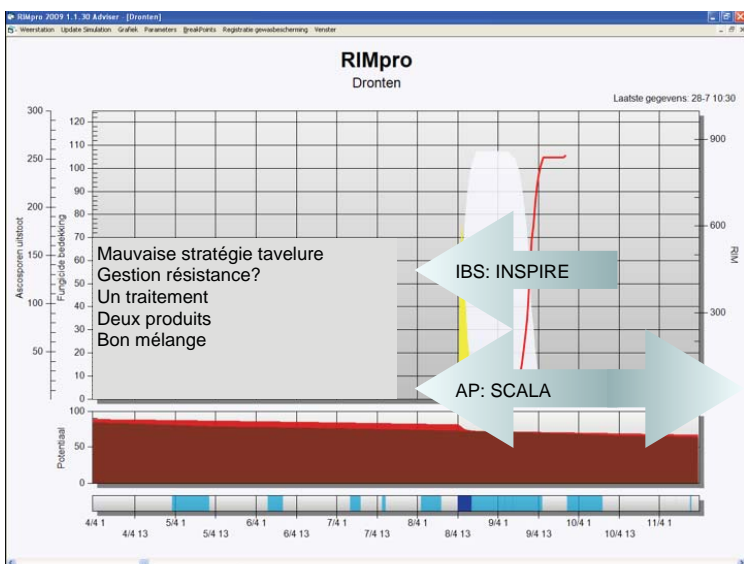 RIMpro 2009 1.1.30 Adviser - [Dronten]
Weerstation Update Simulation Grafiek Parameters BreakPoints Registratie gewasbescherming Venster
RIMpro
Dronten
Laatste gegevens: 28-7 10:30
300
250
200
150
100
50
Ascosporen uitstoot
120
110
100
90
80
70
60
50
40
30
20
10
0
Fungicide bedekking
900
600
300
RIM
Mauvaise stratégie tavelure
Gestion résistance?
Un traitement
Deux produits
Bon mélange
IBS: INSPIRE
AP: SCALA
100
50
0
Potentiaal
4/4 1 5/4 1 6/4 1 7/4 1 8/4 1 9/4 1 10/4 1 11/4 1
4/4 13 5/4 13 6/4 13 7/4 13 8/4 13 9/4 13 10/4 13